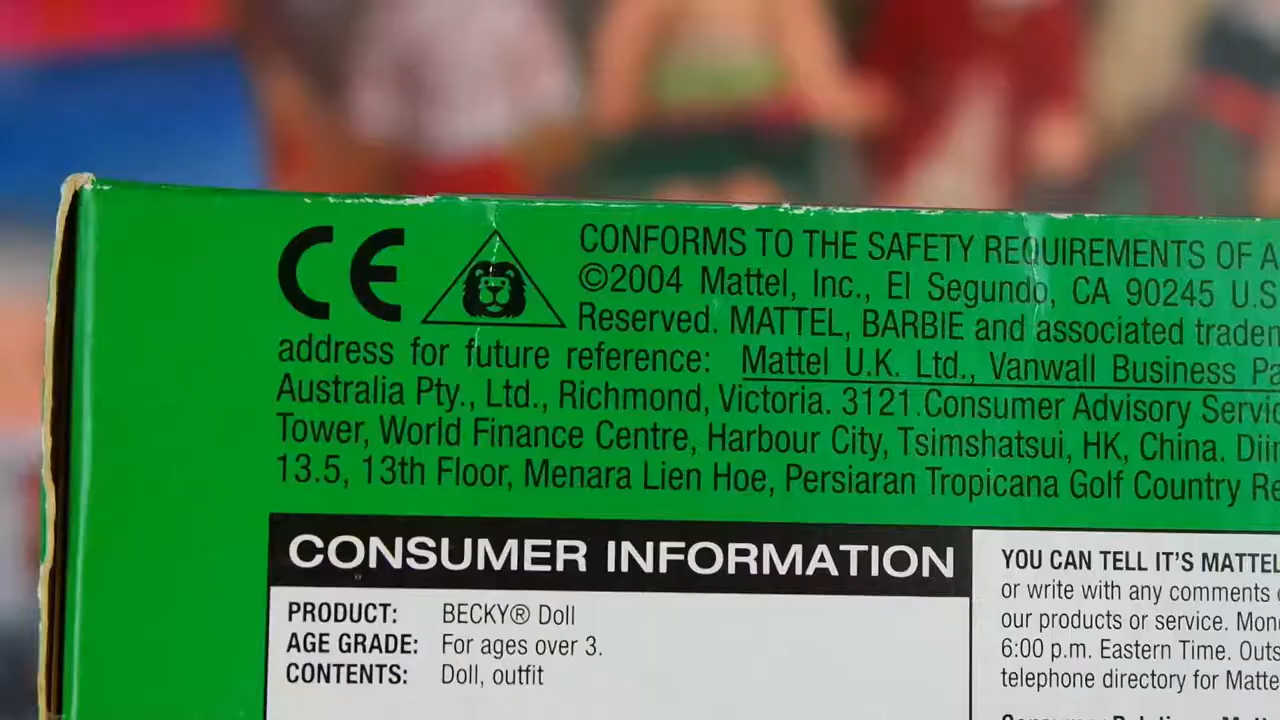 CE
CONFORMS TO THE SAFETY REQUIREMENTS OF
©2004 Mattel, Inc., El Segundo, CA 90245
Reserved. MATTEL, BARBIE and associated
address for future reference: Mattel U.K. Ltd., Vanwall Business
Australia Pty., Ltd., Richmond, Victoria. 3121.Consumer Advisory
Tower, World Finance Centre, Harbour City, Tsimshatsui, HK, China.
13.5, 13th Floor, Menara Lien Hoe, Persiaran Tropicana Golf Country
CONSUMER INFORMATION
PRODUCT: BECKY® Doll
AGE GRADE: For ages over 3.
CONTENTS: Doll, outfit
YOU CAN TELL IT'S MATTEL
or write with any comments
our products or service.
6:00 p.m. Eastern Time.
telephone directory for